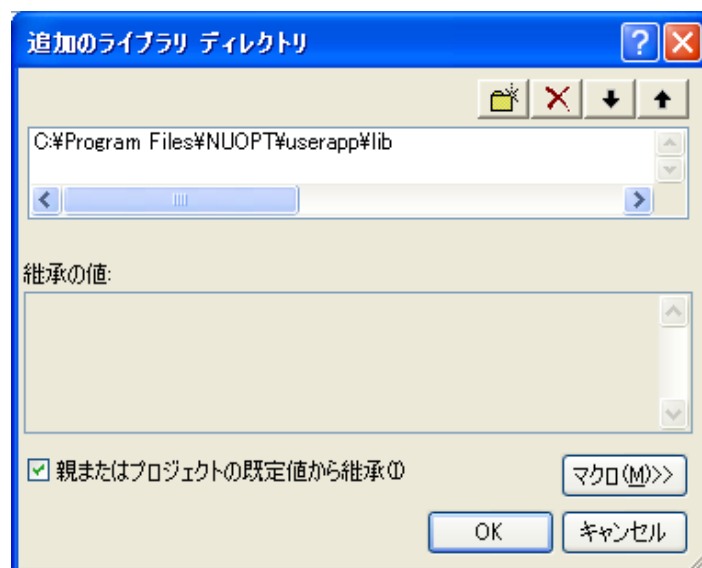 追加のライブラリ ディレクトリ
C:¥Program Files¥NUOPT¥userapp¥lib
継承の値:
親またはプロジェクトの既定値から継承(I)
マクロ(M)>>
OK
キャンセル